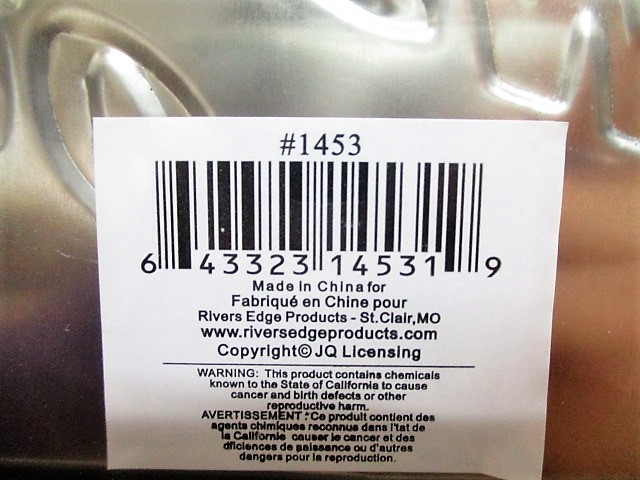 #1453
6 43323 14531 9
Made in China for
Fabriqué en Chine pour
Rivers Edge Products - St.Clair,MO
www.riversedgeproducts.com
Copyright© JQ Licensing
WARNING: This product contains chemicals
known to the State of California to cause
cancer and birth defects or other
reproductive harm.
AVERTISSEMENT : Ce produit contient des
agents chimiques reconnus dans l'tat de
la Californie causer le cancer et des
dficiences de naissance ou d'autres
dangers pour la reproduction.